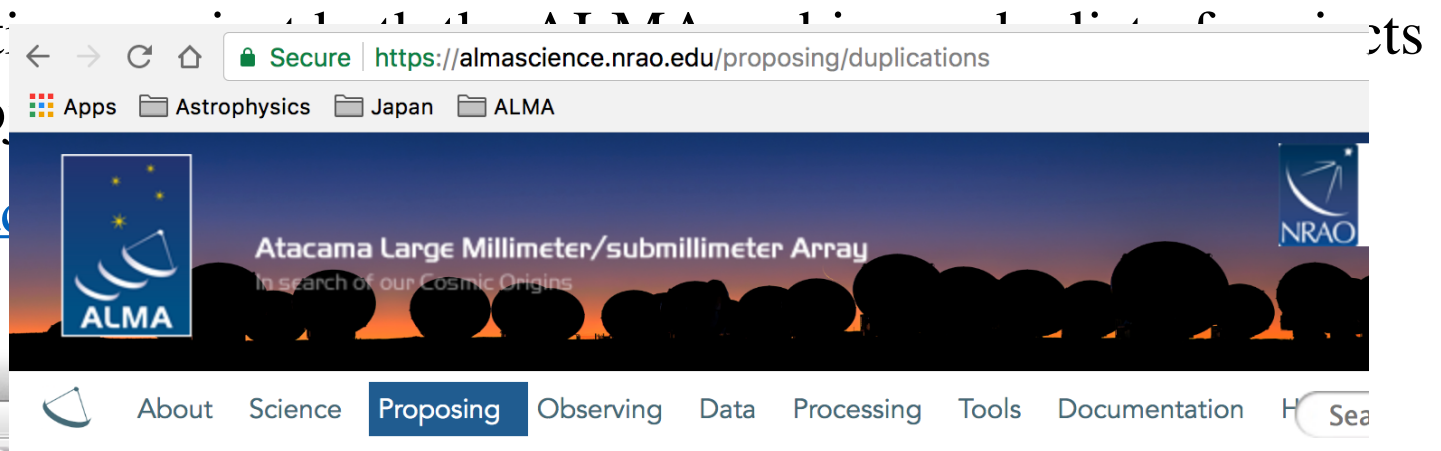 cts
Secure https://almascience.nrao.edu/proposing/duplications
Apps Astrophysics Japan ALMA
NRAO
Atacama Large Millimeter/submillimeter Array
In search of our Cosmic Origins
ALMA
About Science Proposing Observing Data Processing Tools Documentation H Sea